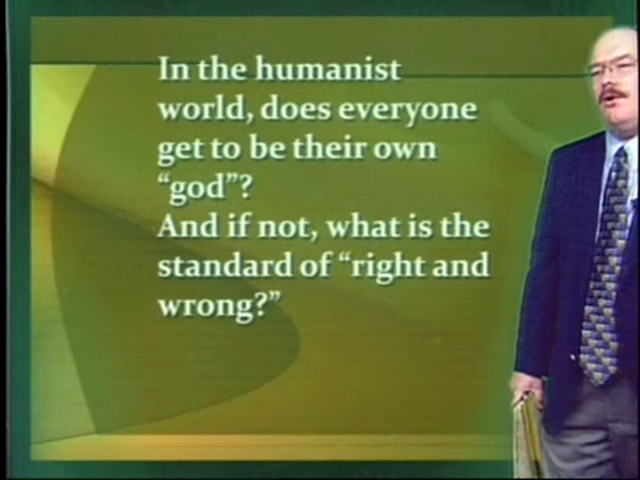 In the humanist
world, does everyone
get to be their own
“god”?
And if not, what is the
standard of “right and
wrong?”